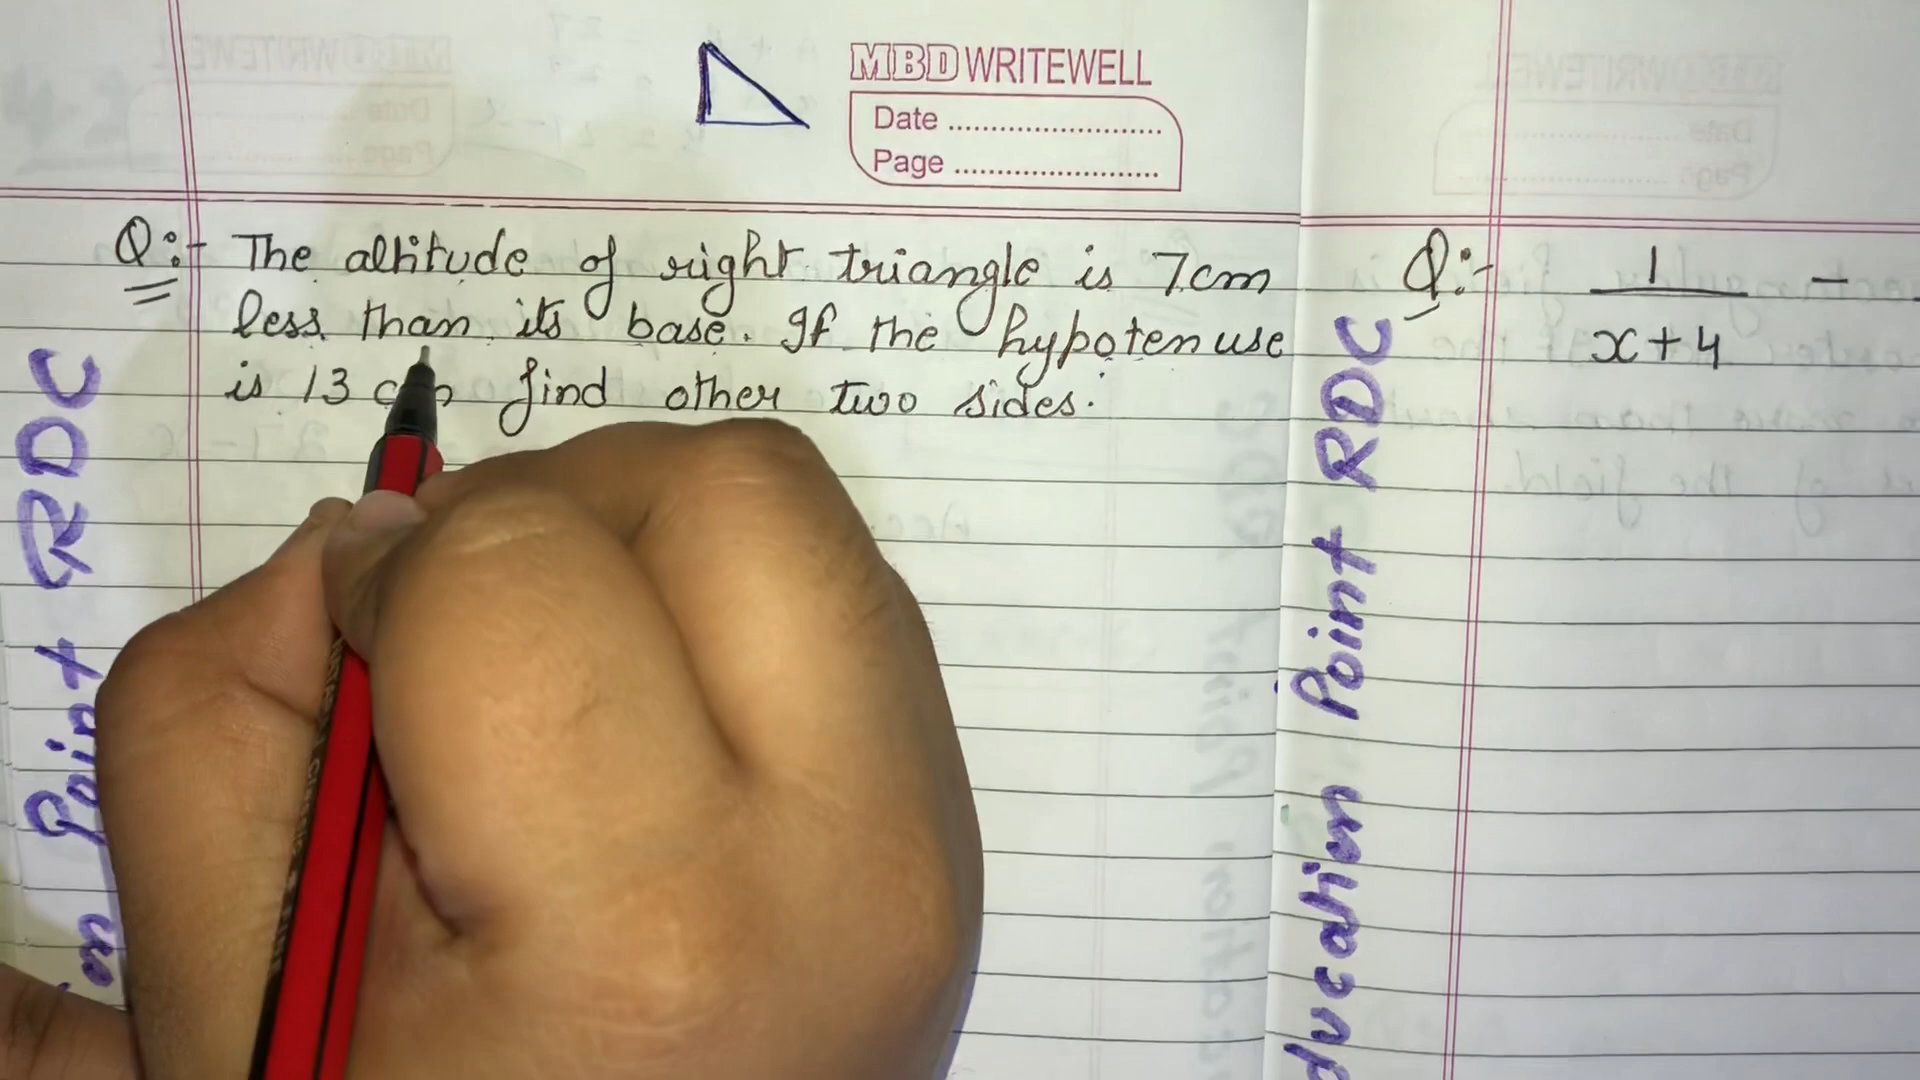 MBD WRITEWELL
Date ........................
Page ........................
Q:- The altitude of right triangle is 7cm
less than its base. If the hypotenuse
is 13 find other two sides.
Q:- 1 -
x+4
Point RDC
Point RDC